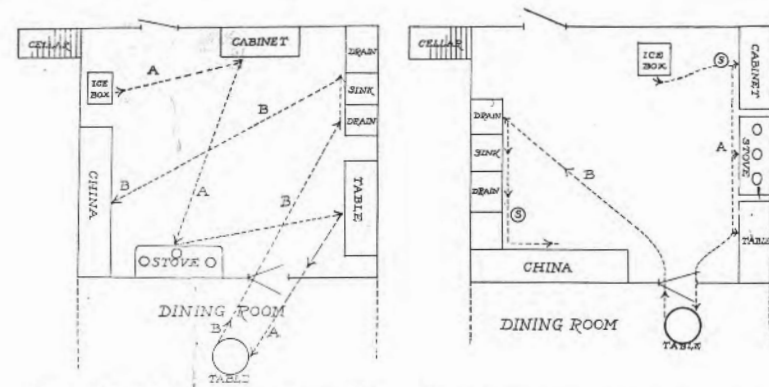 CELLAR
CABINET
DRAIN
ICE
BOX
A
SINK
B
DRAIN
CHINA
B
A
B
TABLE
STOVE
DINING ROOM
B
A
TABLE
CELLAR
ICE
BOX
S
CABINET
DRAIN
SINK
DRAIN
B
A
STOVE
S
TABLE
CHINA
DINING ROOM
TABLE